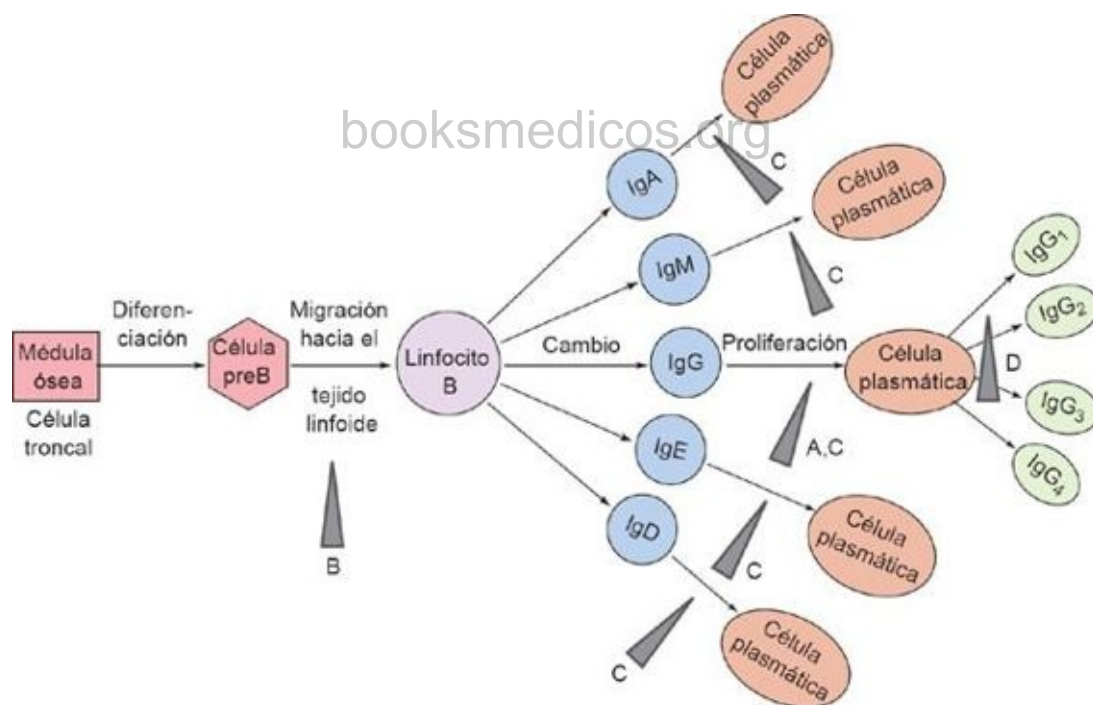 booksmedicos.org
Médula
ósea
Célula
troncal
Diferen-
ciación
Célula
preB
Migración
hacia el
tejido
linfoide
B
Linfocito
B
Cambio
IgA
IgM
IgG
IgE
IgD
Proliferación
Célula
plasmática
C
Célula
plasmática
C
Célula
plasmática
A,C
Célula
plasmática
C
Célula
plasmática
C
D
IgG1
IgG2
IgG3
IgG4